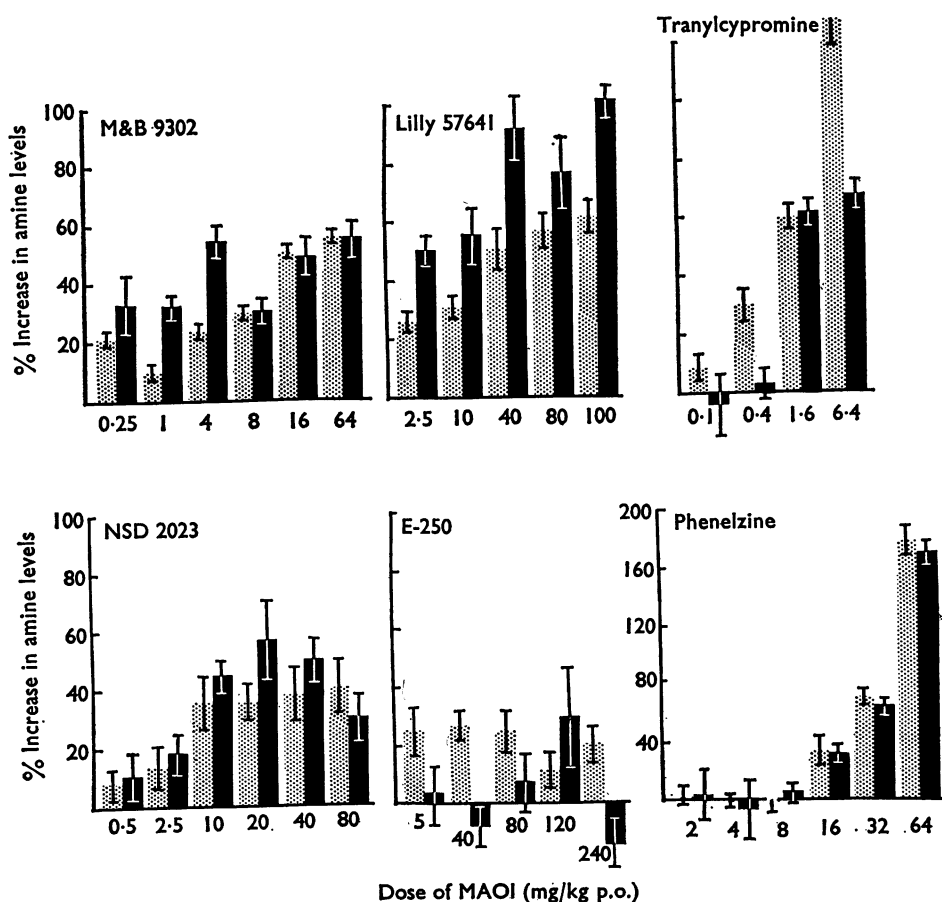 Tranylcypromine
% Increase in amine levels
100
80
60
40
20
M&B 9302
0·25 1 4 8 16 64
Lilly 57641
2·5 10 40 80 100
0·1 0·4 1·6 6·4
% Increase in amine levels
100
80
60
40
20
NSD 2023
0·5 2·5 10 20 40 80
E-250
5 40 80 120 240
200
160
120
80
40
Phenelzine
2 4 8 16 32 64
Dose of MAOI (mg/kg p.o.)